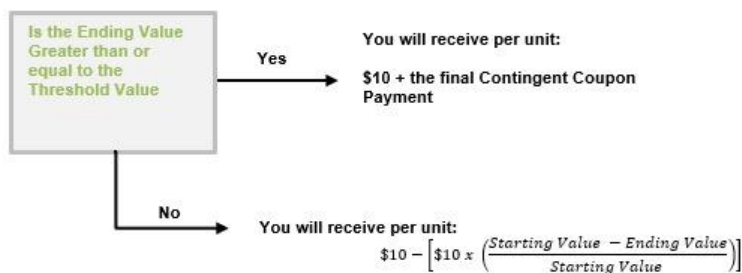 Is the Ending Value
Greater than or
equal to the
Threshold Value
Yes
You will receive per unit:
$10 + the final Contingent Coupon
Payment
No
You will receive per unit:
$10 − [$10 x (Starting Value − Ending Value / Starting Value)]